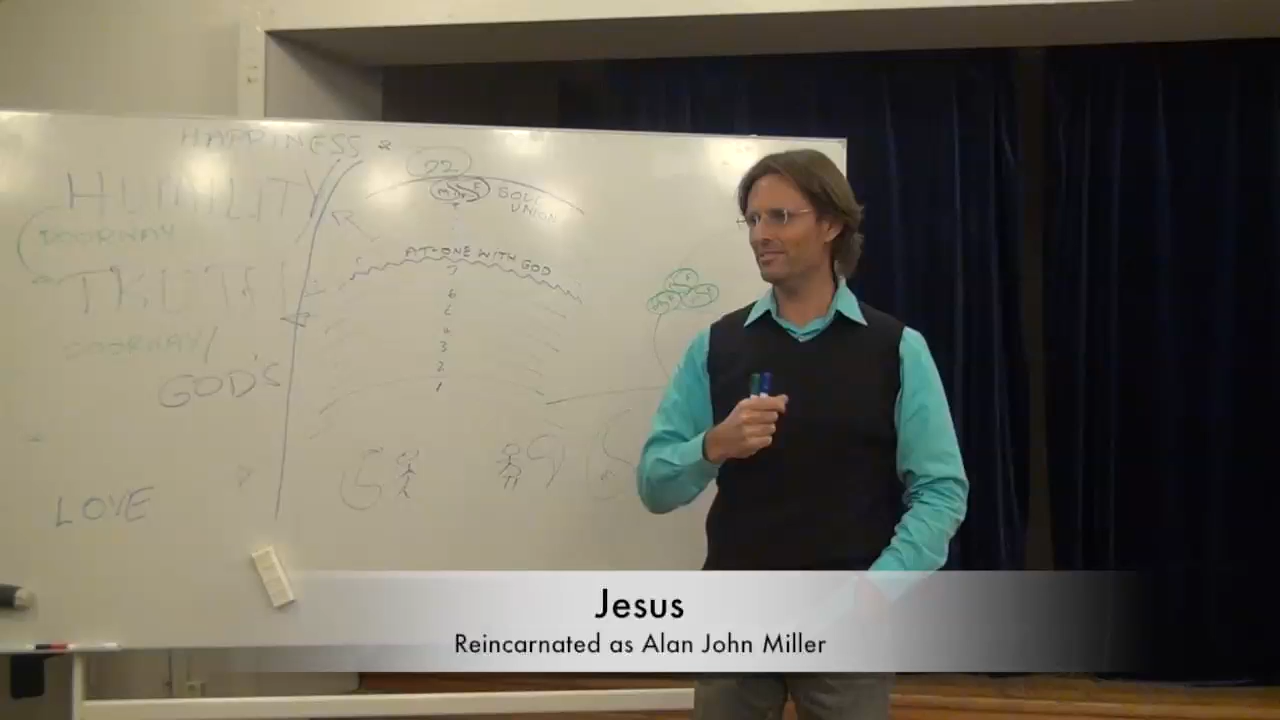 HAPPINESS &
22
HUMILITY
SOUL
UNION
DOORWAY
AT-ONE WITH GOD
7
TRUTH
6
5
4
DOORWAY/
3
2
GOD'S
1
LOVE
Jesus
Reincarnated as Alan John Miller